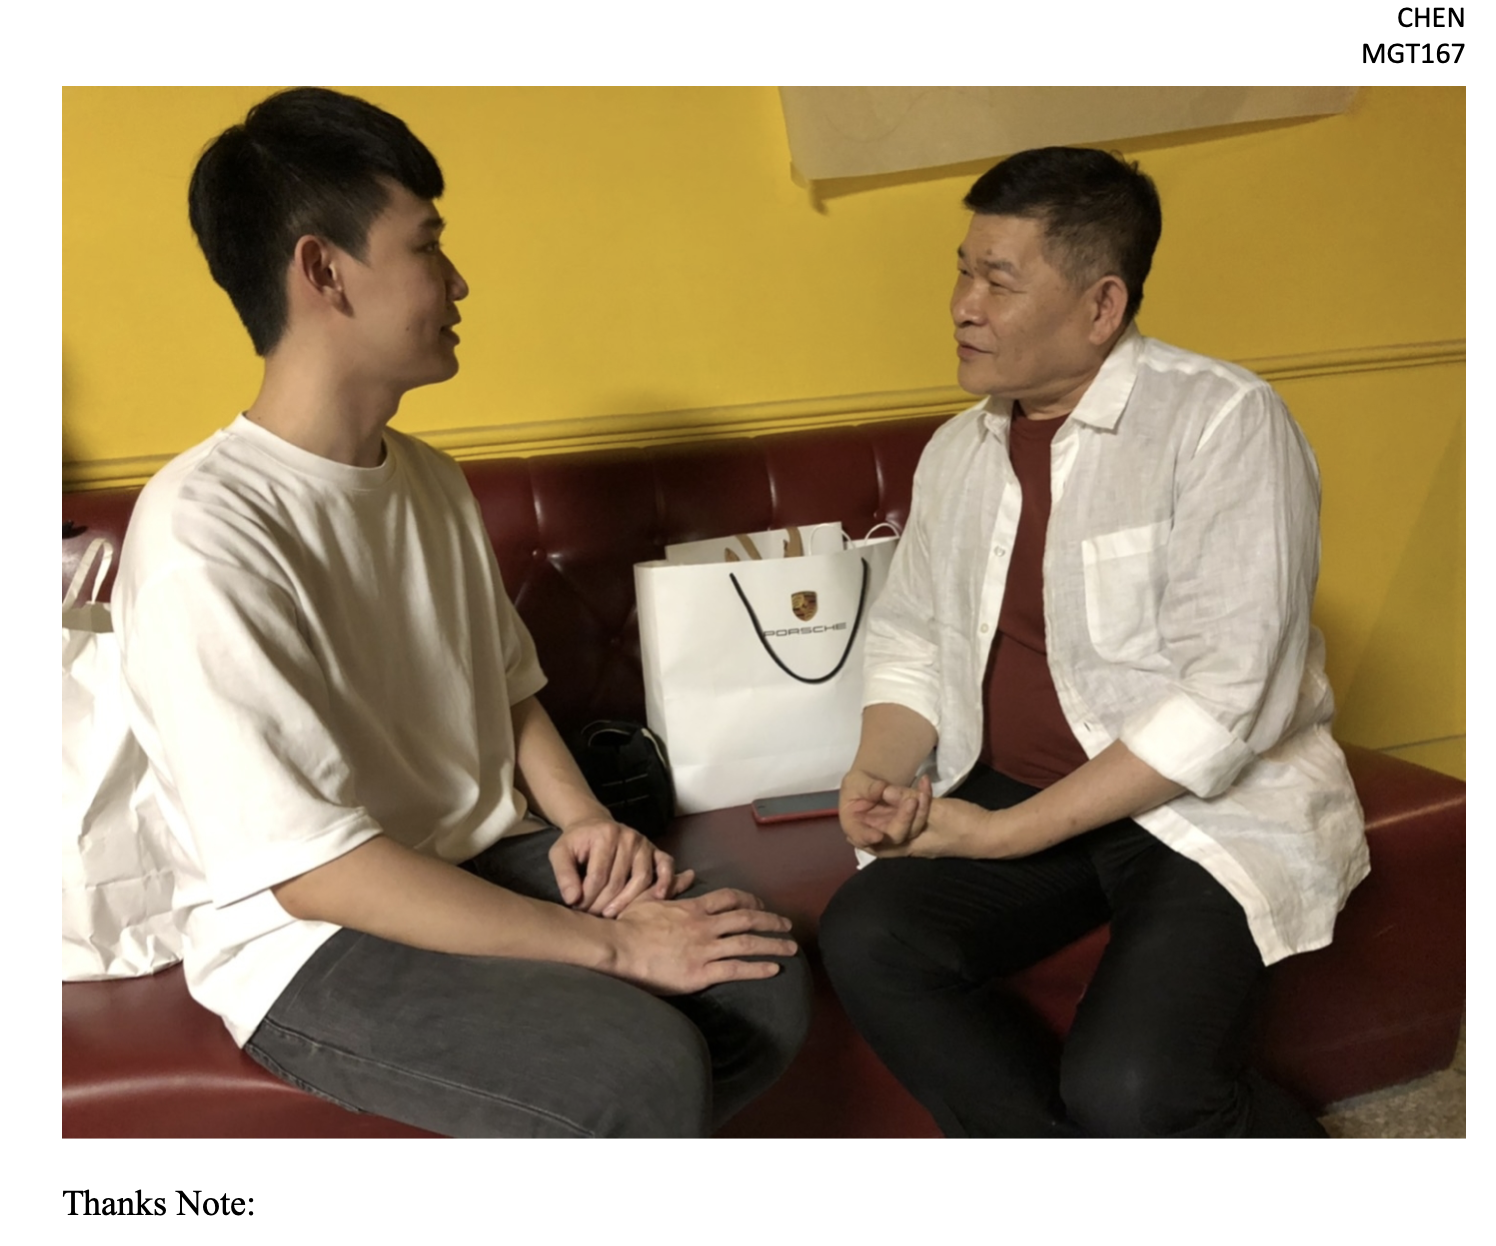 CHEN
MGT167
PORSCHE
Thanks Note: